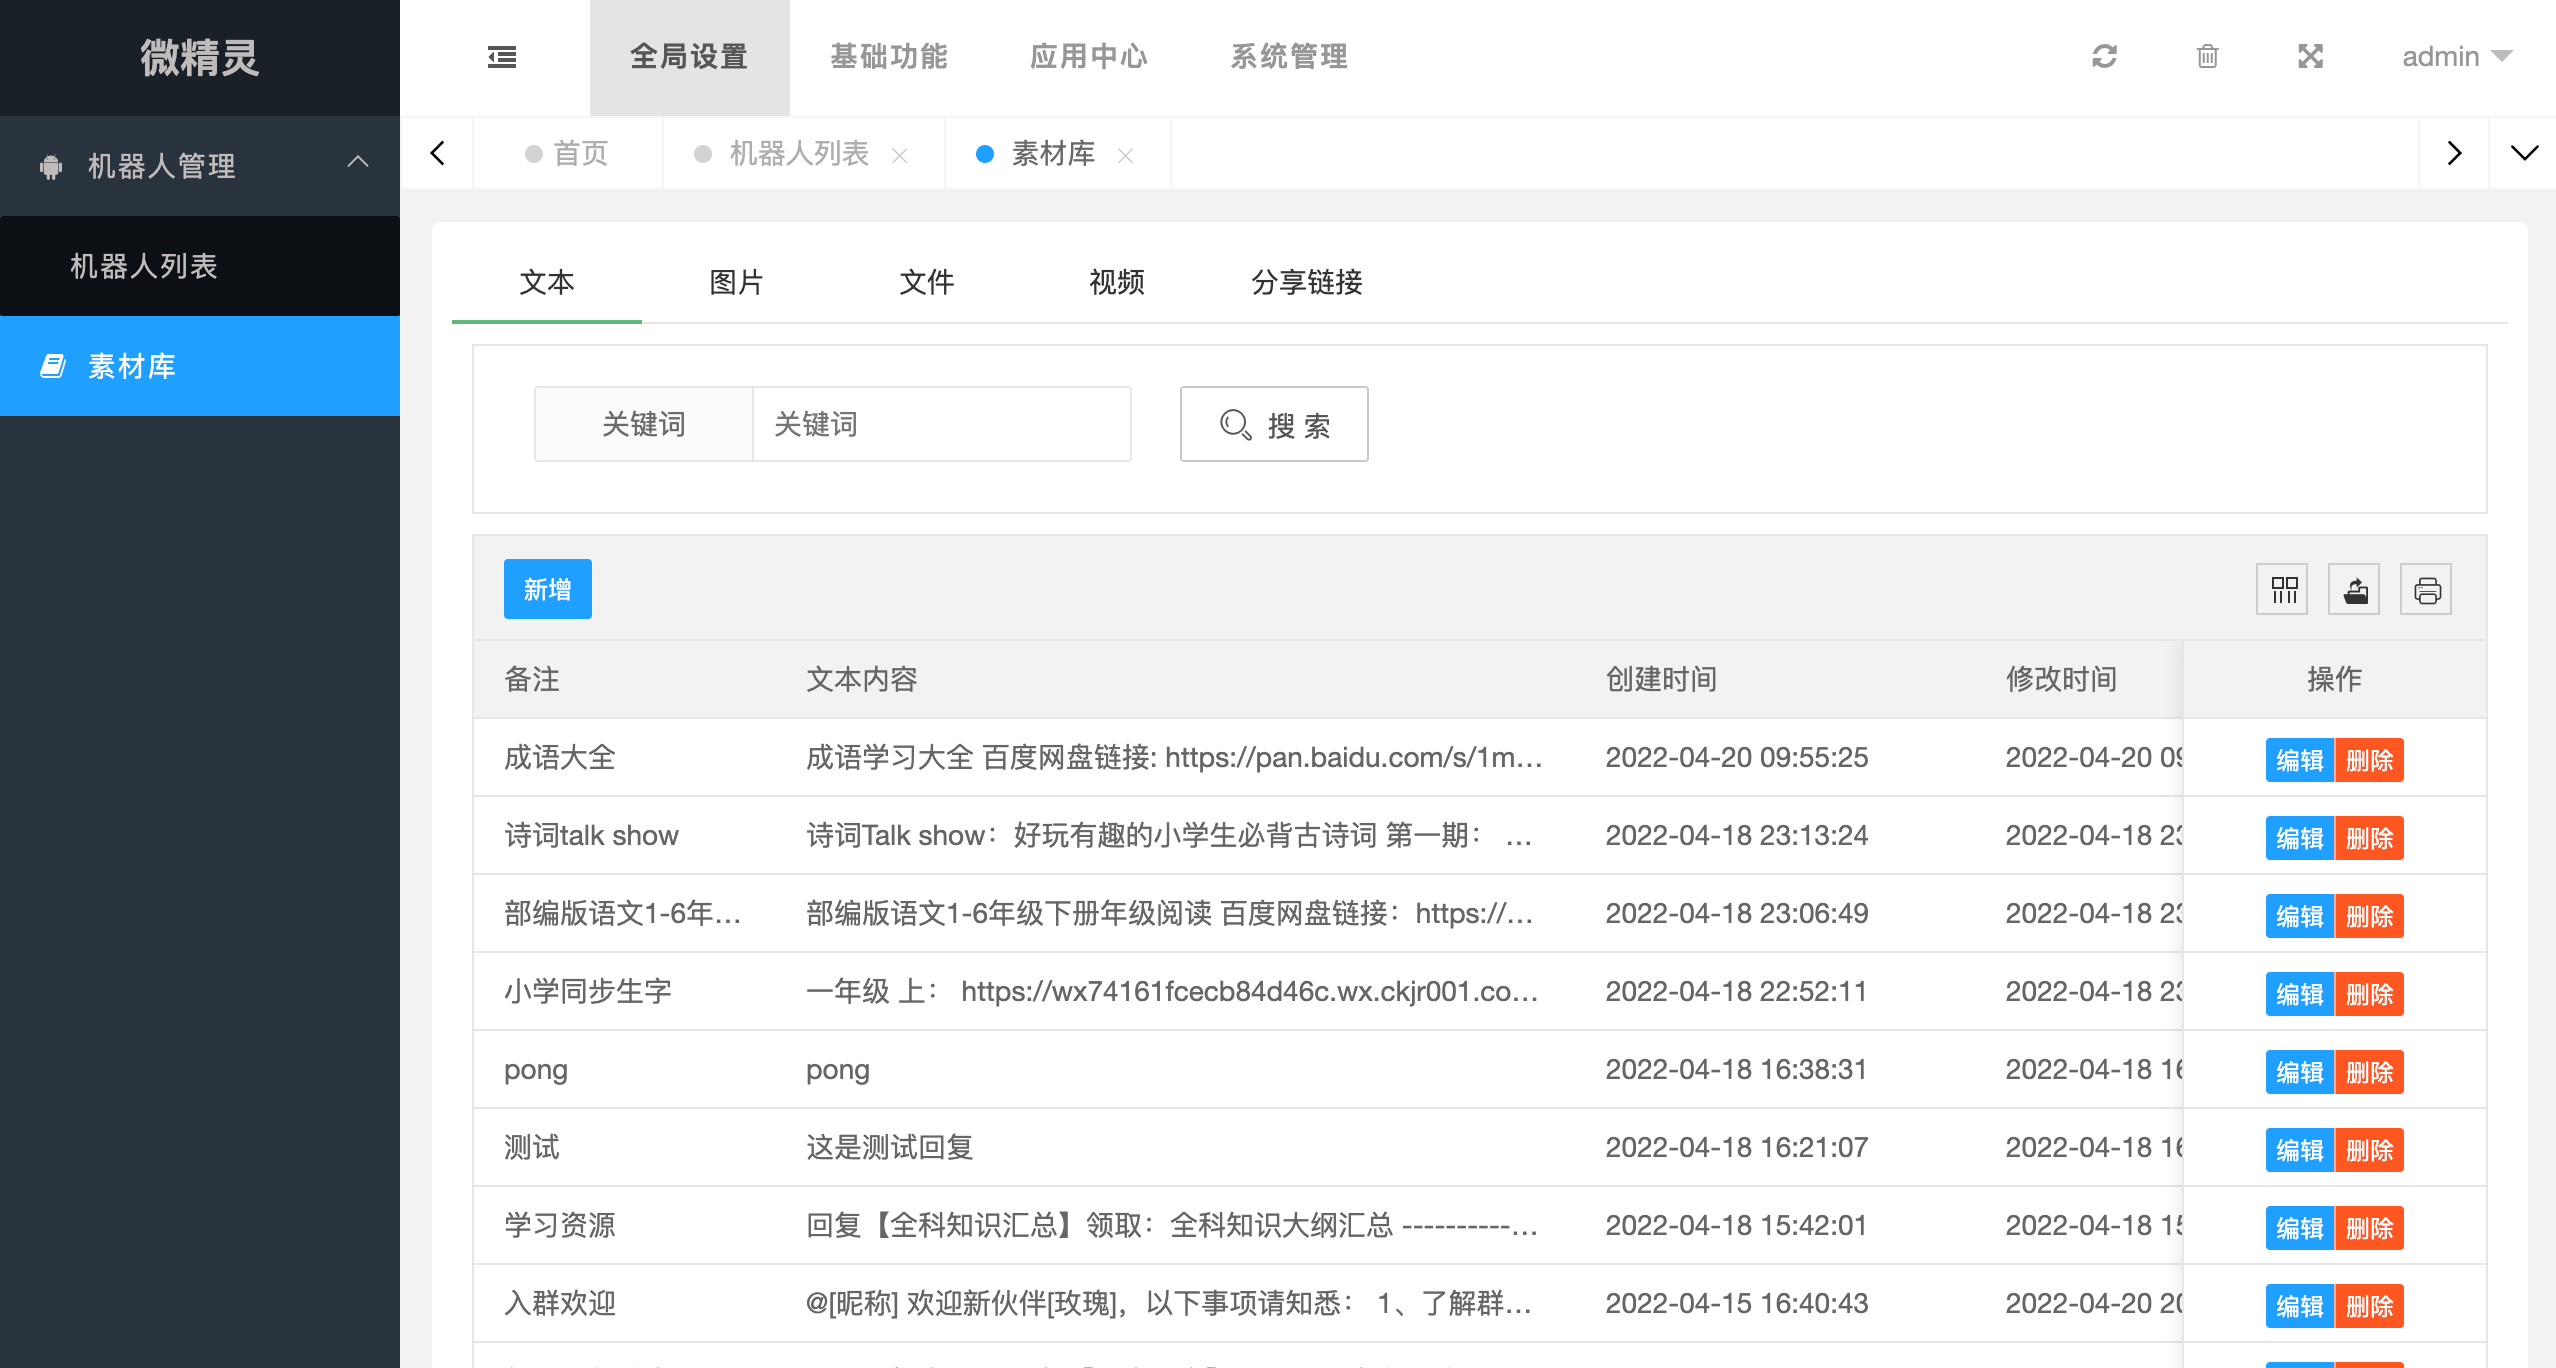 微精灵
全局设置 基础功能 应用中心 系统管理 admin
机器人管理
机器人列表
素材库
首页 机器人列表 素材库
文本 图片 文件 视频 分享链接
关键词 关键词 搜 索
新增
备注 文本内容 创建时间 修改时间 操作
成语大全 成语学习大全 百度网盘链接: https://pan.baidu.com/s/1m... 2022-04-20 09:55:25 2022-04-20 09 编辑 删除
诗词talk show 诗词Talk show：好玩有趣的小学生必背古诗词 第一期： ... 2022-04-18 23:13:24 2022-04-18 23 编辑 删除
部编版语文1-6年... 部编版语文1-6年级下册年级阅读 百度网盘链接：https://... 2022-04-18 23:06:49 2022-04-18 23 编辑 删除
小学同步生字 一年级 上： https://wx74161fcecb84d46c.wx.ckjr001.co... 2022-04-18 22:52:11 2022-04-18 23 编辑 删除
pong pong 2022-04-18 16:38:31 2022-04-18 16 编辑 删除
测试 这是测试回复 2022-04-18 16:21:07 2022-04-18 16 编辑 删除
学习资源 回复【全科知识汇总】领取：全科知识大纲汇总 ----------... 2022-04-18 15:42:01 2022-04-18 15 编辑 删除
入群欢迎 @[昵称] 欢迎新伙伴[玫瑰]，以下事项请知悉： 1、了解群... 2022-04-15 16:40:43 2022-04-20 20 编辑 删除